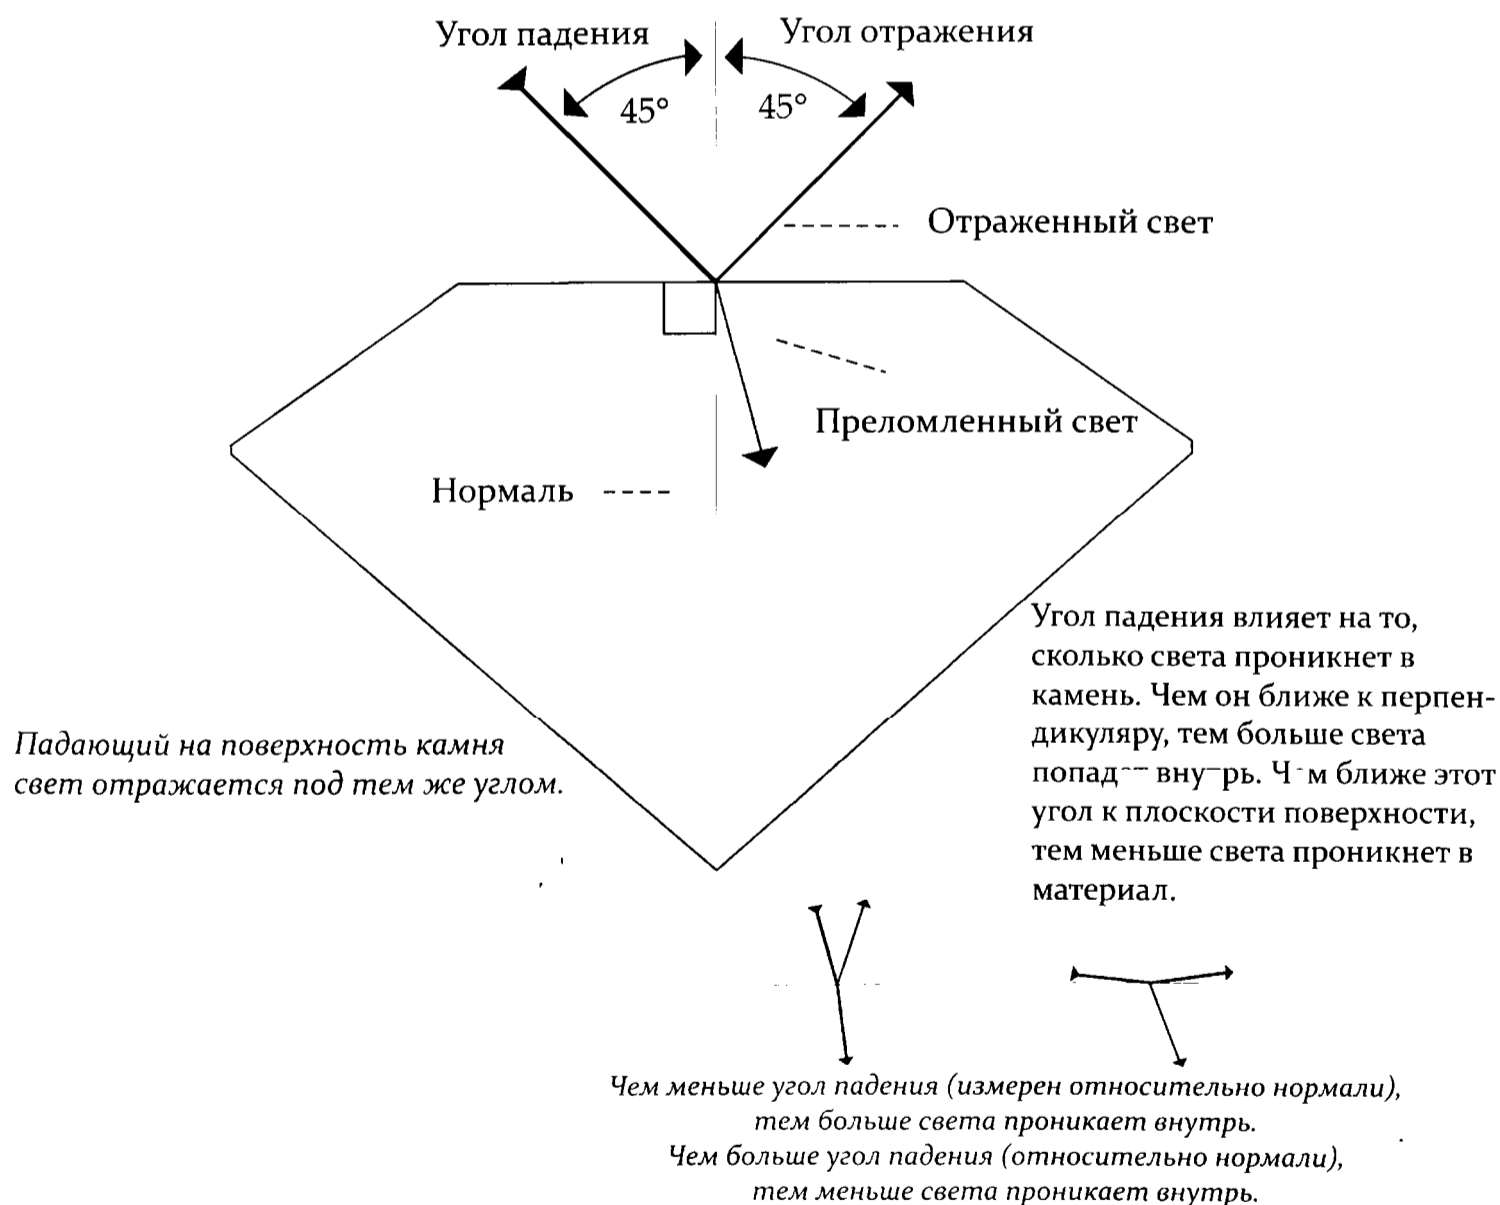 Угол падения
Угол отражения
45°
45°
Отраженный свет
Преломленный свет
Нормаль
Угол падения влияет на то,
сколько света проникнет в
камень. Чем он ближе к перпен-
дикуляру, тем больше света
ближе этот
угол к плоскости поверхности,
тем меньше света проникнет в
материал.
Падающий на поверхность камня
свет отражается под тем же углом.
Чем меньше угол падения (измерен относительно нормали),
тем больше света проникает внутрь.
Чем больше угол падения (относительно нормали),
тем меньше света проникает внутрь.